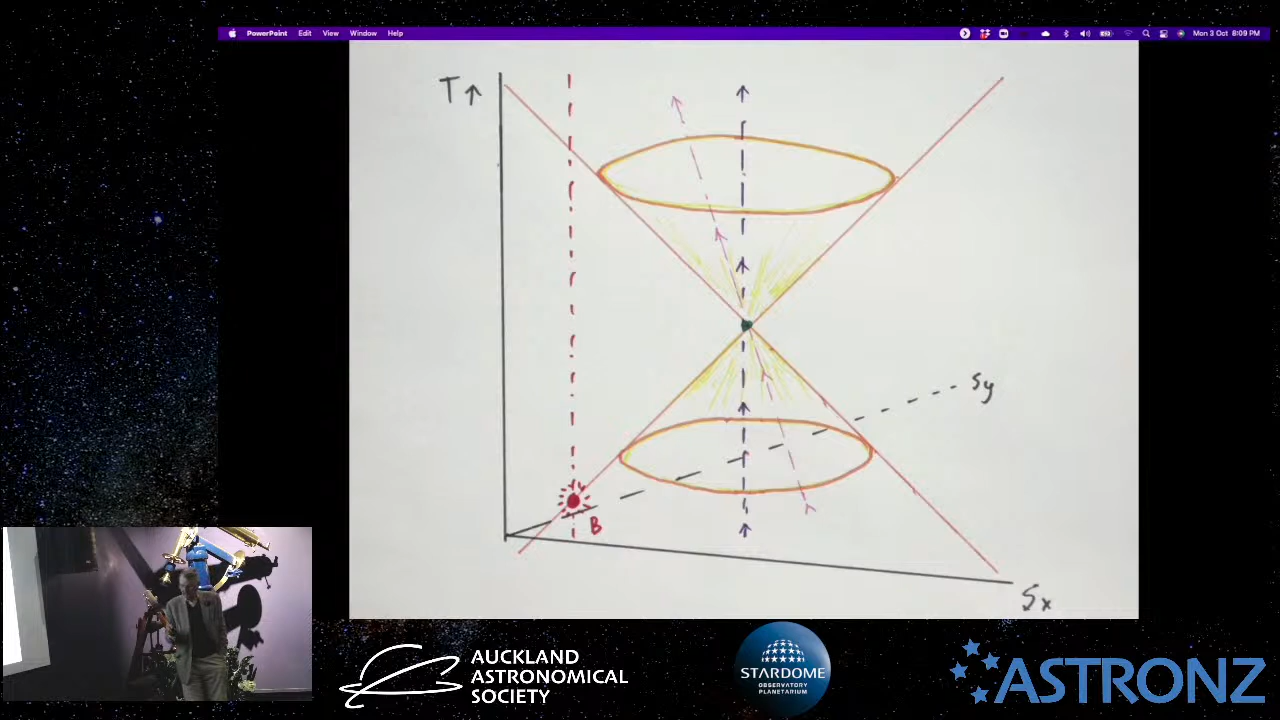 PowerPoint Edit View Window Help
Mon 3 Oct 8:09 PM
T↑
Sy
B
Sx
AUCKLAND
ASTRONOMICAL
SOCIETY
STARDOME
OBSERVATORY
PLANETARIUM
ASTRONZ